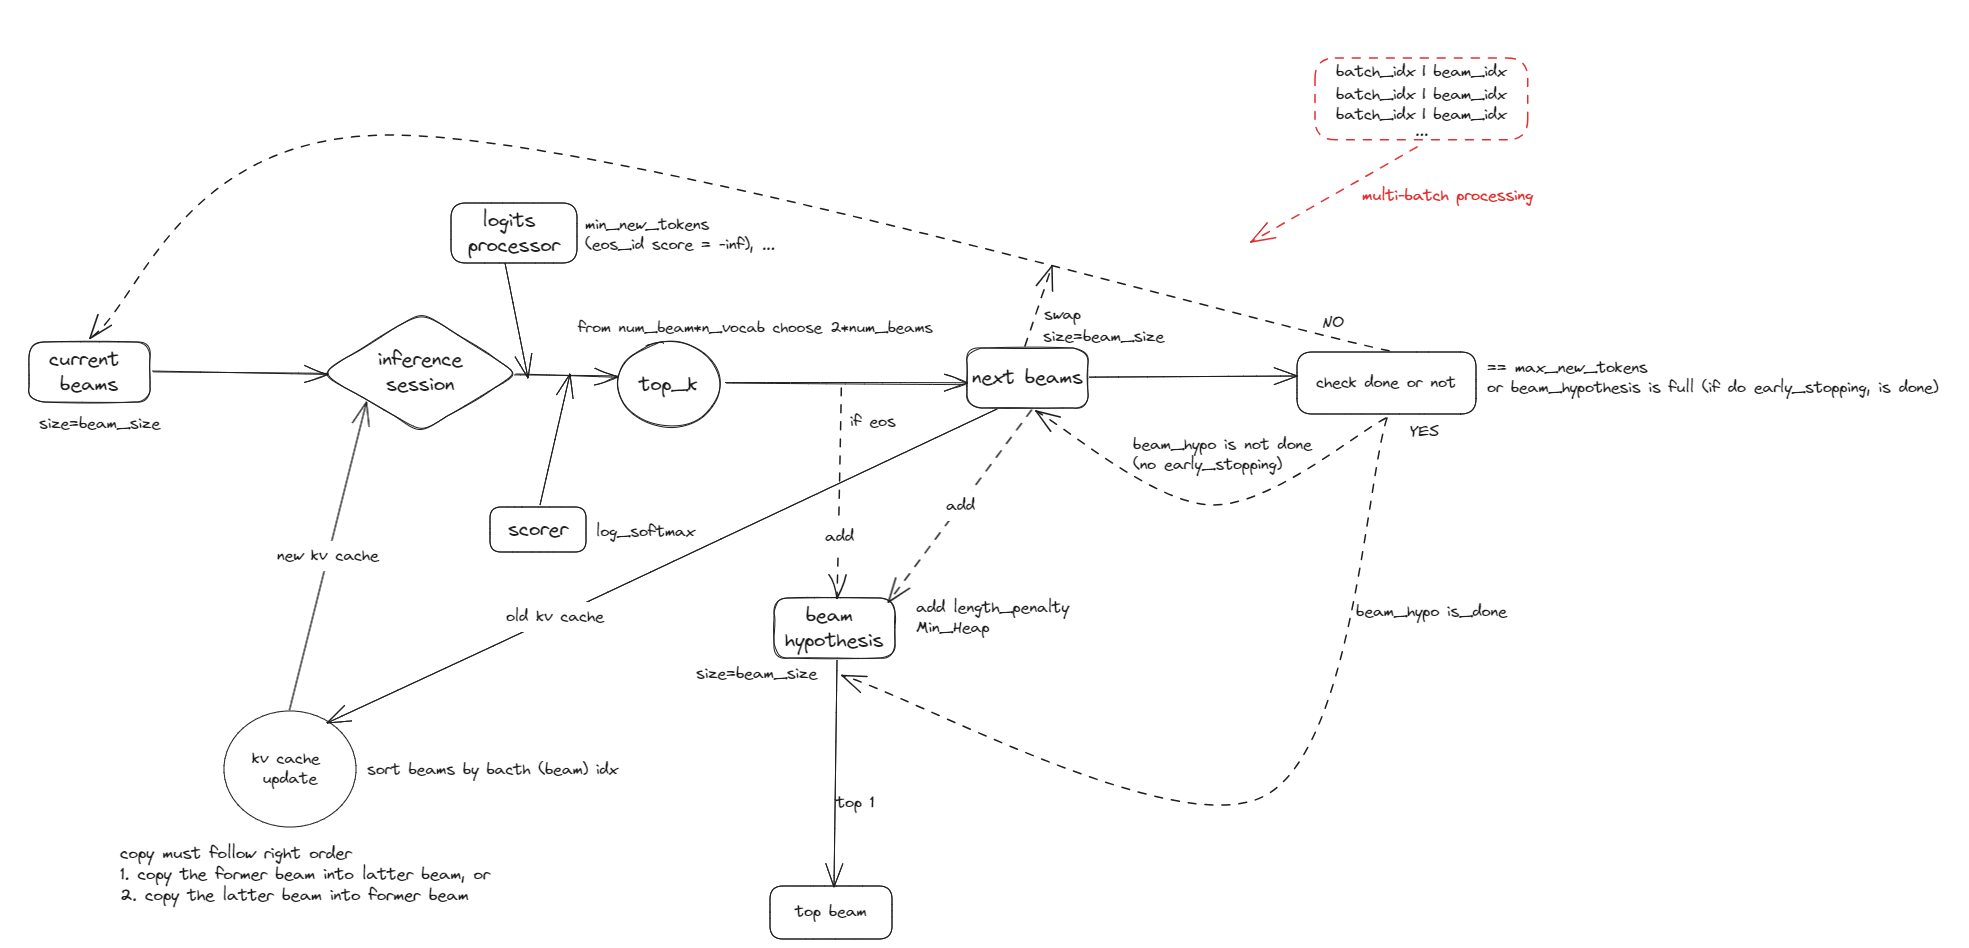 batch_idx | beam_idx
batch_idx | beam_idx
batch_idx | beam_idx
...
multi-batch processing
logits
processor
min_new_tokens
(eos_id score = -inf), ...
from num_beam*n_vocab choose 2*num_beams
swap
size=beam_size
NO
current
beams
size=beam_size
inference
session
top_k
next beams
check done or not
== max_new_tokens
or beam_hypothesis is full (if do early_stopping, is done)
YES
if eos
beam_hypo is not done
(no early_stopping)
add
add
scorer
log_softmax
new kv cache
old kv cache
beam
hypothesis
add length_penalty
Min_Heap
size=beam_size
beam_hypo is_done
kv cache
update
sort beams by bacth (beam) idx
top 1
copy must follow right order
1. copy the former beam into latter beam, or
2. copy the latter beam into former beam
top beam